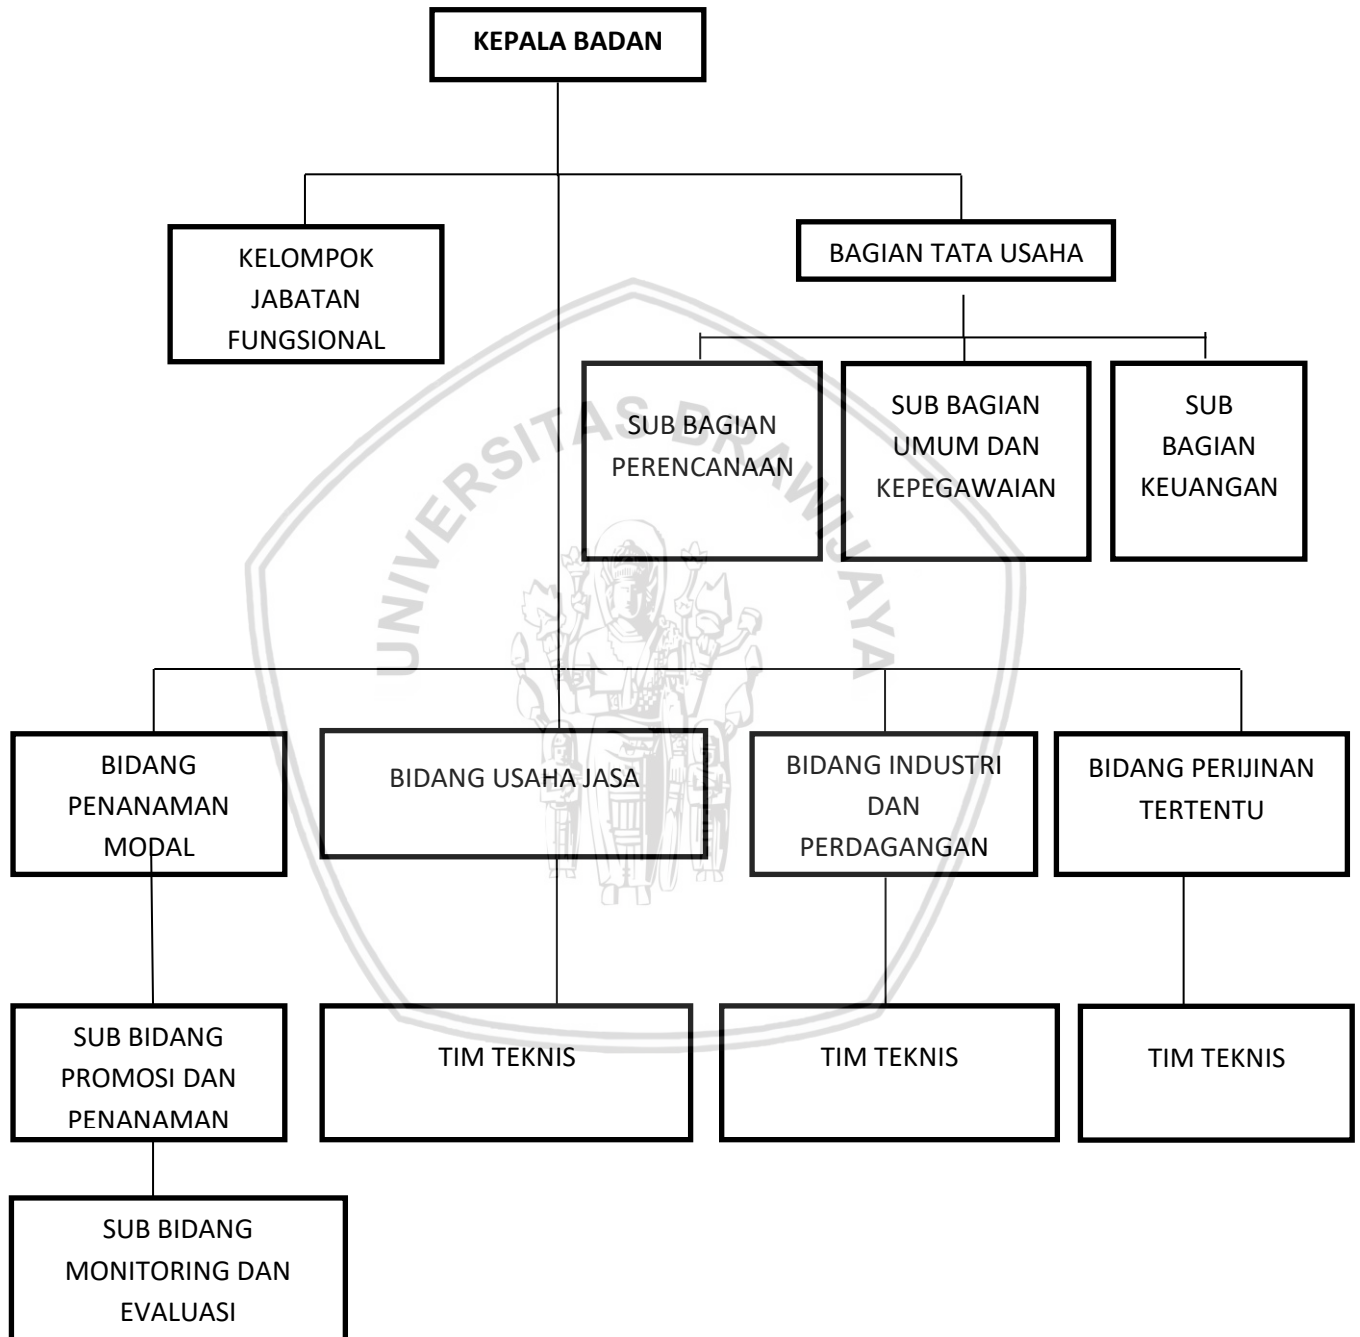 KEPALA BADAN
KELOMPOK
JABATAN
FUNGSIONAL
BAGIAN TATA USAHA
SUB BAGIAN
PERENCANAAN
SUB BAGIAN
UMUM DAN
KEPEGAWAIAN
SUB
BAGIAN
KEUANGAN
UNIVERSITAS BRAWIJAYA
BIDANG
PENANAMAN
MODAL
BIDANG USAHA JASA
BIDANG INDUSTRI
DAN
PERDAGANGAN
BIDANG PERIJINAN
TERTENTU
SUB BIDANG
PROMOSI DAN
PENANAMAN
TIM TEKNIS
TIM TEKNIS
TIM TEKNIS
SUB BIDANG
MONITORING DAN
EVALUASI